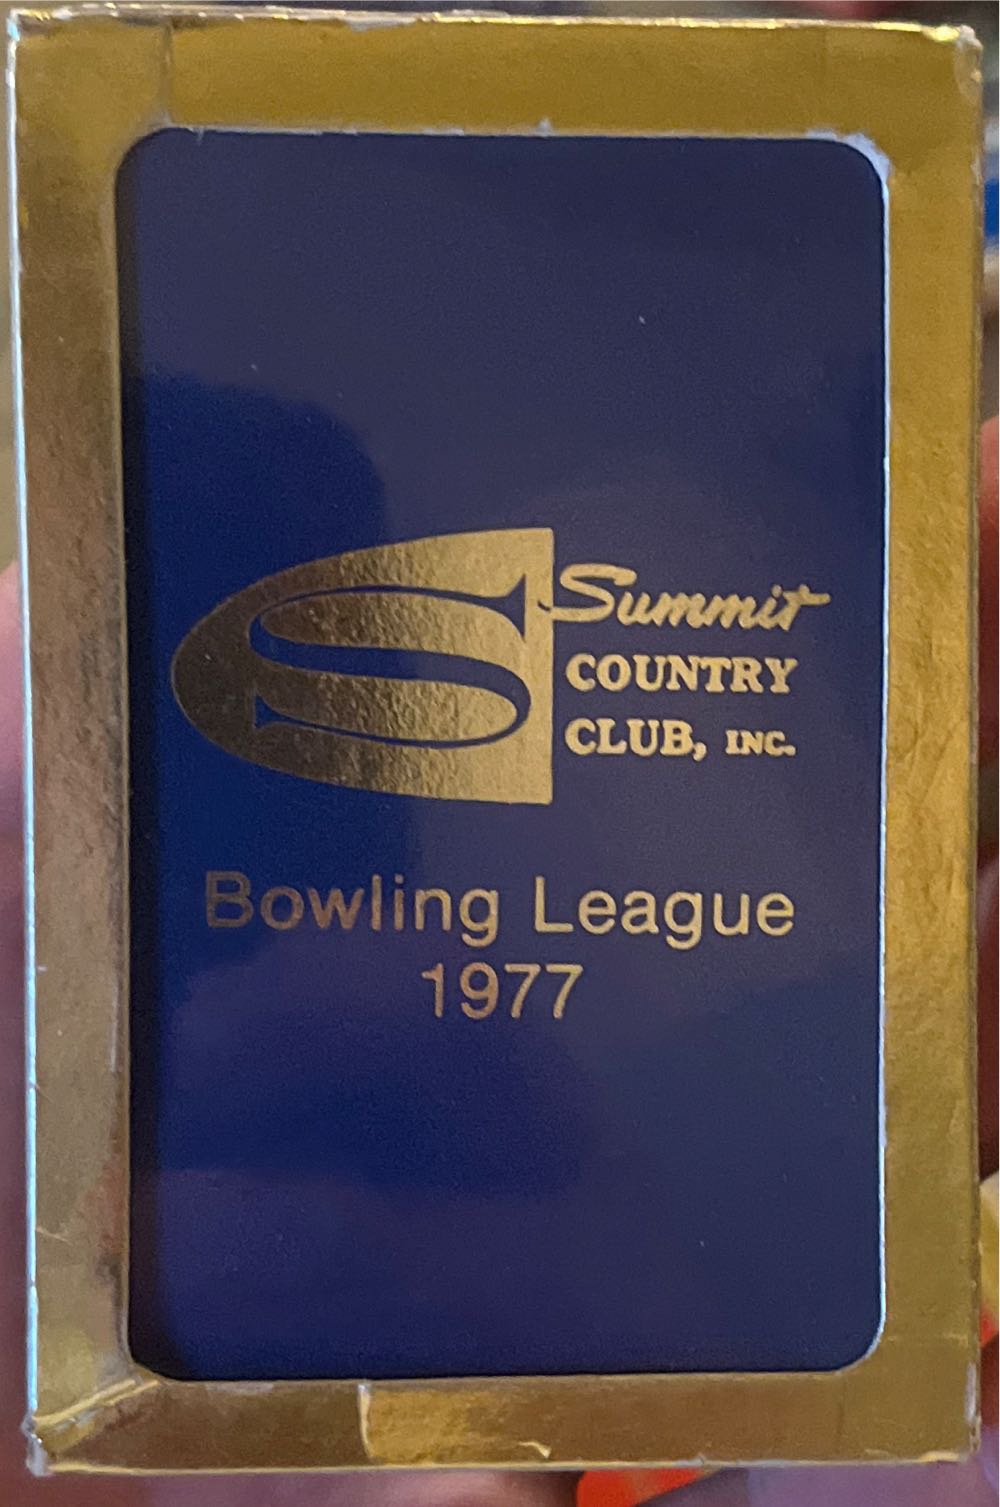 S
Summit
COUNTRY
CLUB, INC.
Bowling League
1977